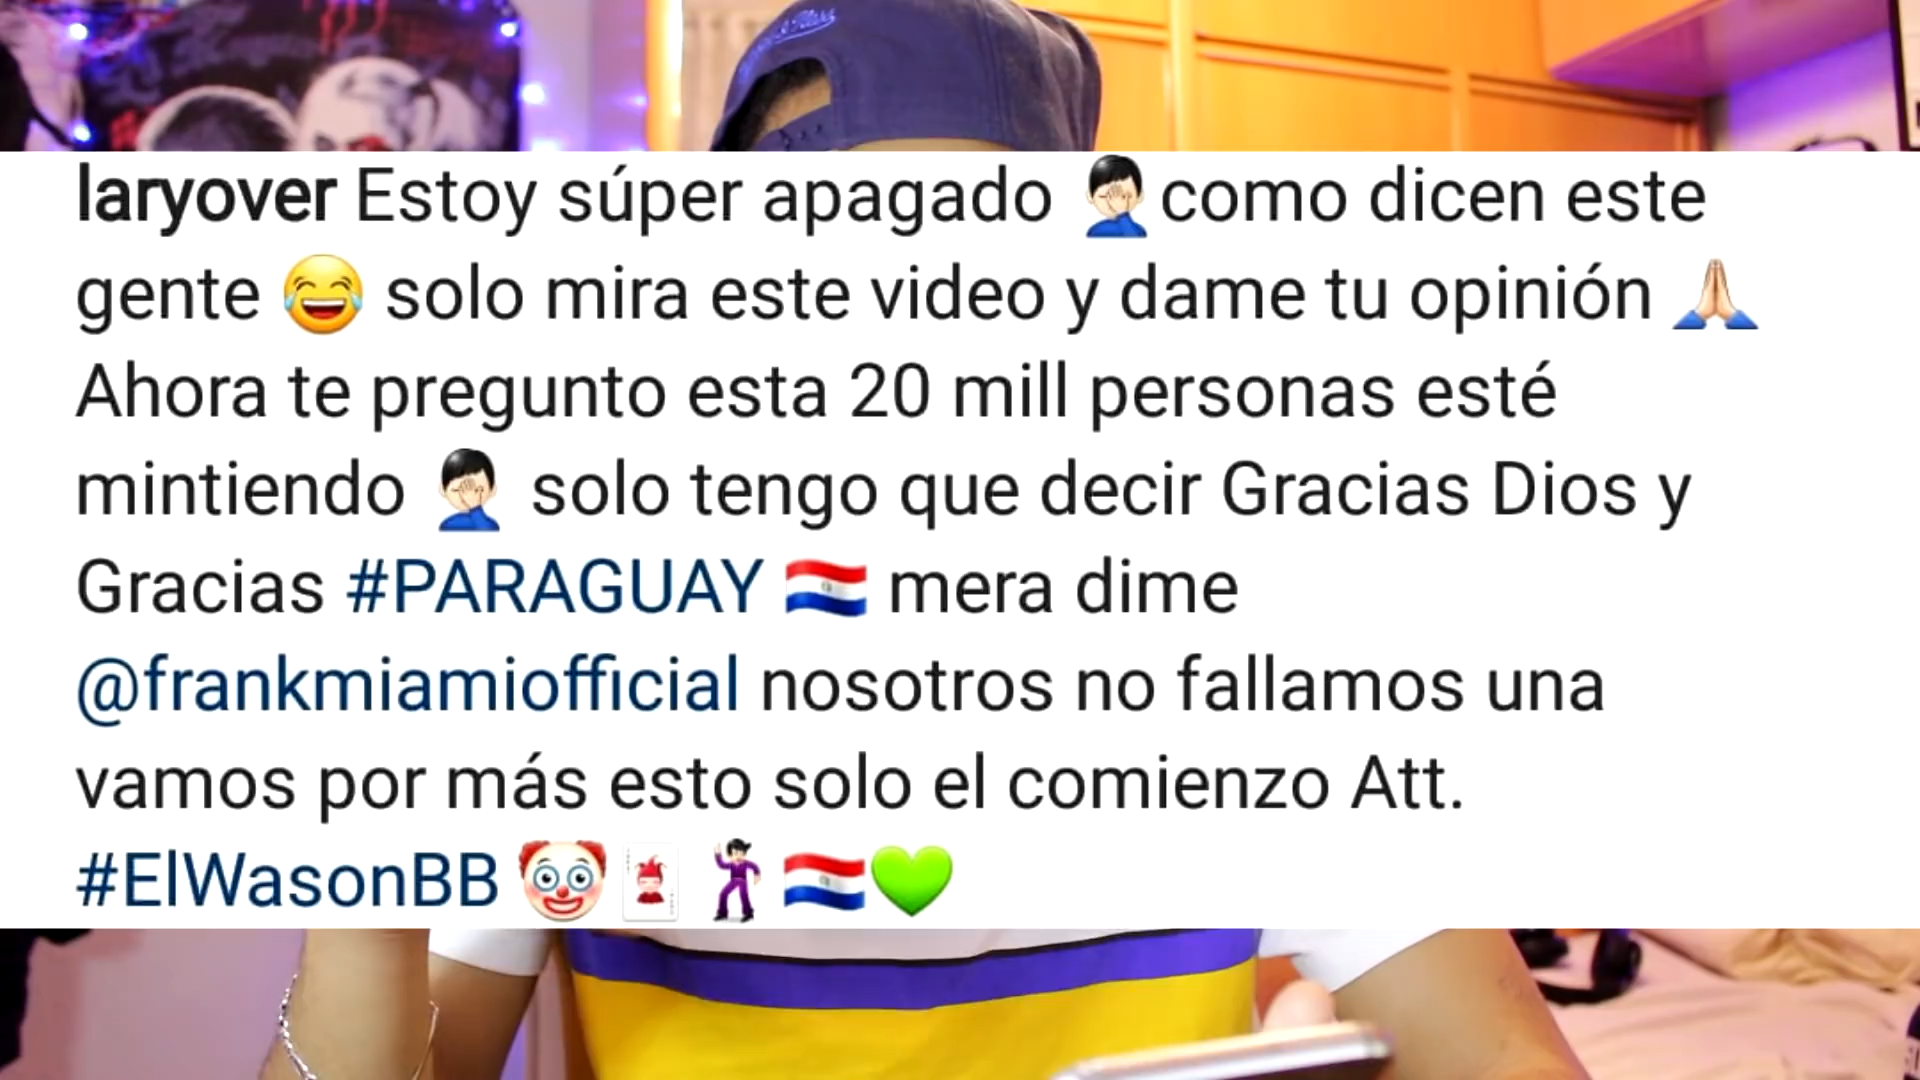 laryover Estoy súper apagado 🤦🏻‍♂️como dicen este
gente 😂 solo mira este video y dame tu opinión 🙏🏻
Ahora te pregunto esta 20 mill personas esté
mintiendo 🤦🏻‍♂️ solo tengo que decir Gracias Dios y
Gracias #PARAGUAY 🇵🇾 mera dime
@frankmiamiofficial nosotros no fallamos una
vamos por más esto solo el comienzo Att.
#ElWasonBB 🤡🃏🕺🏻🇵🇾💚